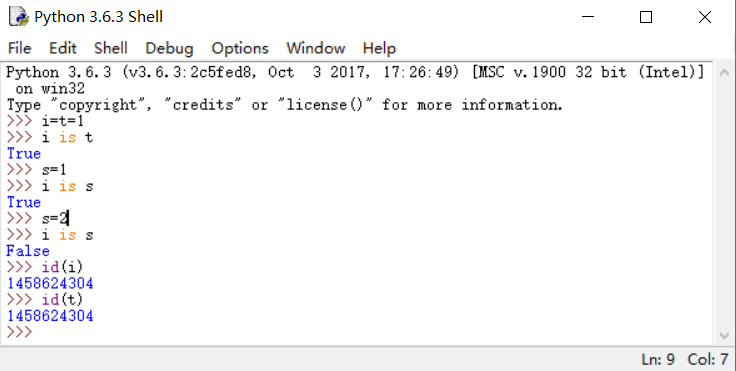 Python 3.6.3 Shell
File Edit Shell Debug Options Window Help
Python 3.6.3 (v3.6.3:2c5fed8, Oct  3 2017, 17:26:49) [MSC v.1900 32 bit (Intel)]
 on win32
Type "copyright", "credits" or "license()" for more information.
>>> i=t=1
>>> i is t
True
>>> s=1
>>> i is s
True
>>> s=2
>>> i is s
False
>>> id(i)
1458624304
>>> id(t)
1458624304
>>>
Ln: 9 Col: 7